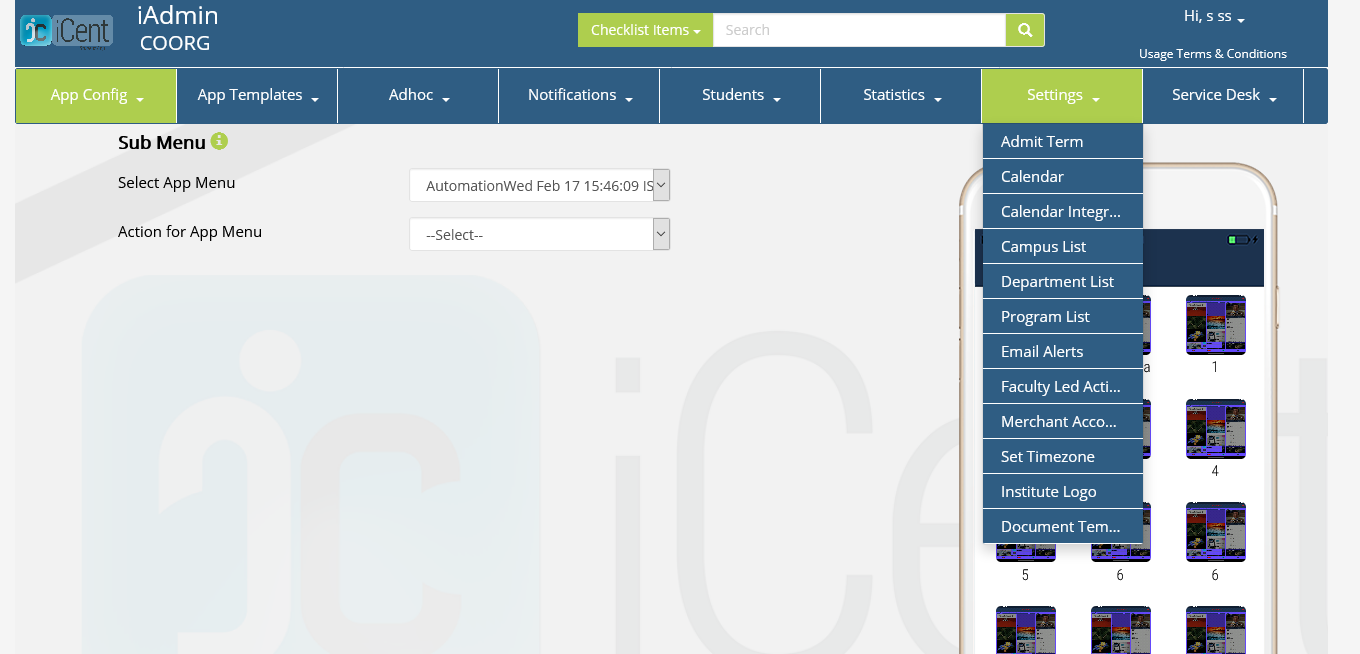 iCent
iAdmin
COORG
Checklist Items
Search
Hi, s ss
Usage Terms & Conditions
App Config
App Templates
Adhoc
Notifications
Students
Statistics
Settings
Service Desk
Sub Menu
Select App Menu
AutomationWed Feb 17 15:46:09 IS
Action for App Menu
--Select--
Admit Term
Calendar
Calendar Integr...
Campus List
Department List
Program List
Email Alerts
Faculty Led Acti...
Merchant Acco...
Set Timezone
Institute Logo
Document Tem...
a
1
4
5
6
6
iCe